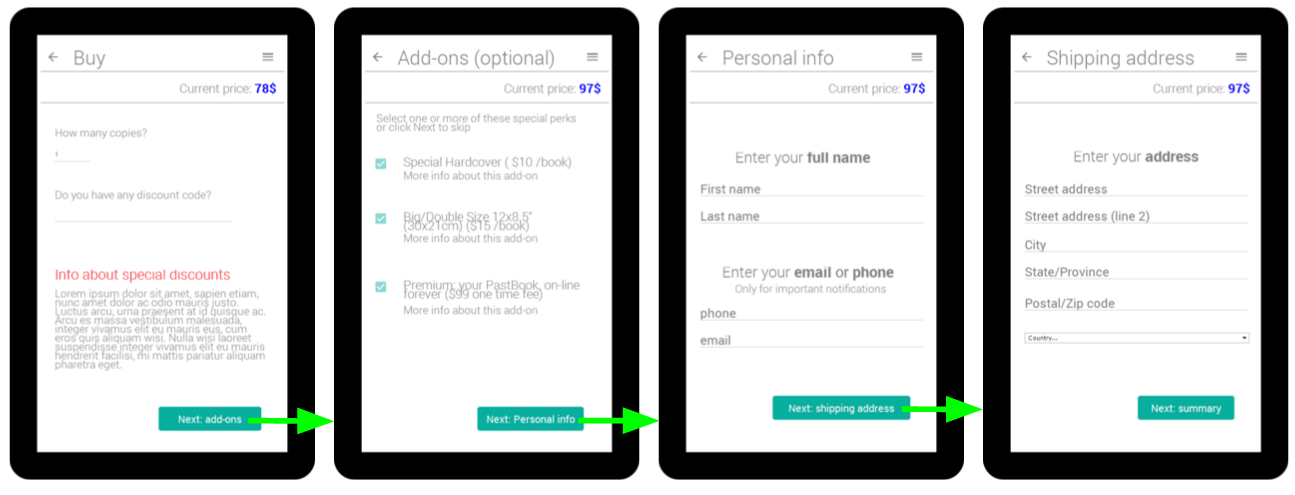 Buy
Current price: 78$
How many copies?
1
Do you have any discount code?
Info about special discounts
Lorem ipsum dolor sit amet, sapien etiam,
nunc amet dolor ac odio mauris justo.
Luctus arcu, urna praesent at id quisque ac.
Arcu es massa vestibulum malesuada,
integer vivamus elit eu mauris eus, cum
eros quis aliquam wisi. Nulla wisi laoreet
suspendisse integer vivamus elit eu mauris
hendrerit facilisi, mi mattis pariatur aliquam
pharetra eget.
Next: add-ons
Add-ons (optional)
Current price: 97$
Select one or more of these special perks
or click Next to skip
Special Hardcover ( $10 /book)
More info about this add-on
Big/Double Size 12x8,5"
(30x21cm) ($15 /book)
More info about this add-on
Premium: your PastBook, on-line
forever ($99 one time fee)
More info about this add-on
Next: Personal info
Personal info
Current price: 97$
Enter your full name
First name
Last name
Enter your email or phone
Only for important notifications
phone
email
Next: shipping address
Shipping address
Current price: 97$
Enter your address
Street address
Street address (line 2)
City
State/Province
Postal/Zip code
Country...
Next: summary